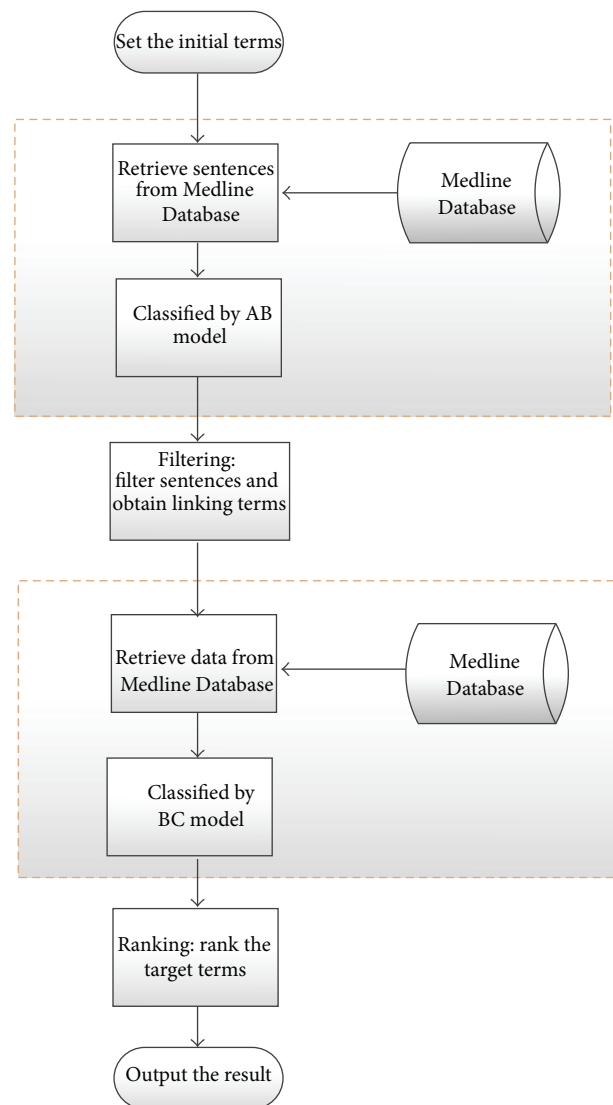 Set the initial terms
Retrieve sentences
from Medline
Database
Medline
Database
Classified by AB
model
Filtering:
filter sentences and
obtain linking terms
Retrieve data from
Medline Database
Medline
Database
Classified by
BC model
Ranking: rank the
target terms
Output the result